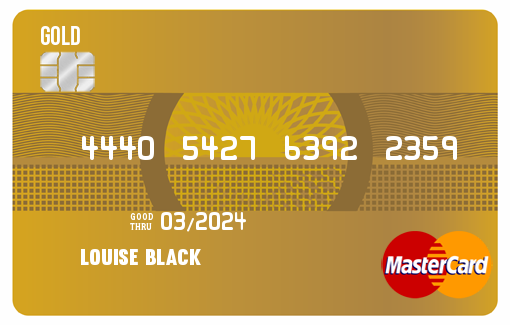 GOLD
4440 5427 6392 2359
GOOD THRU 03/2024
LOUISE BLACK
MasterCard